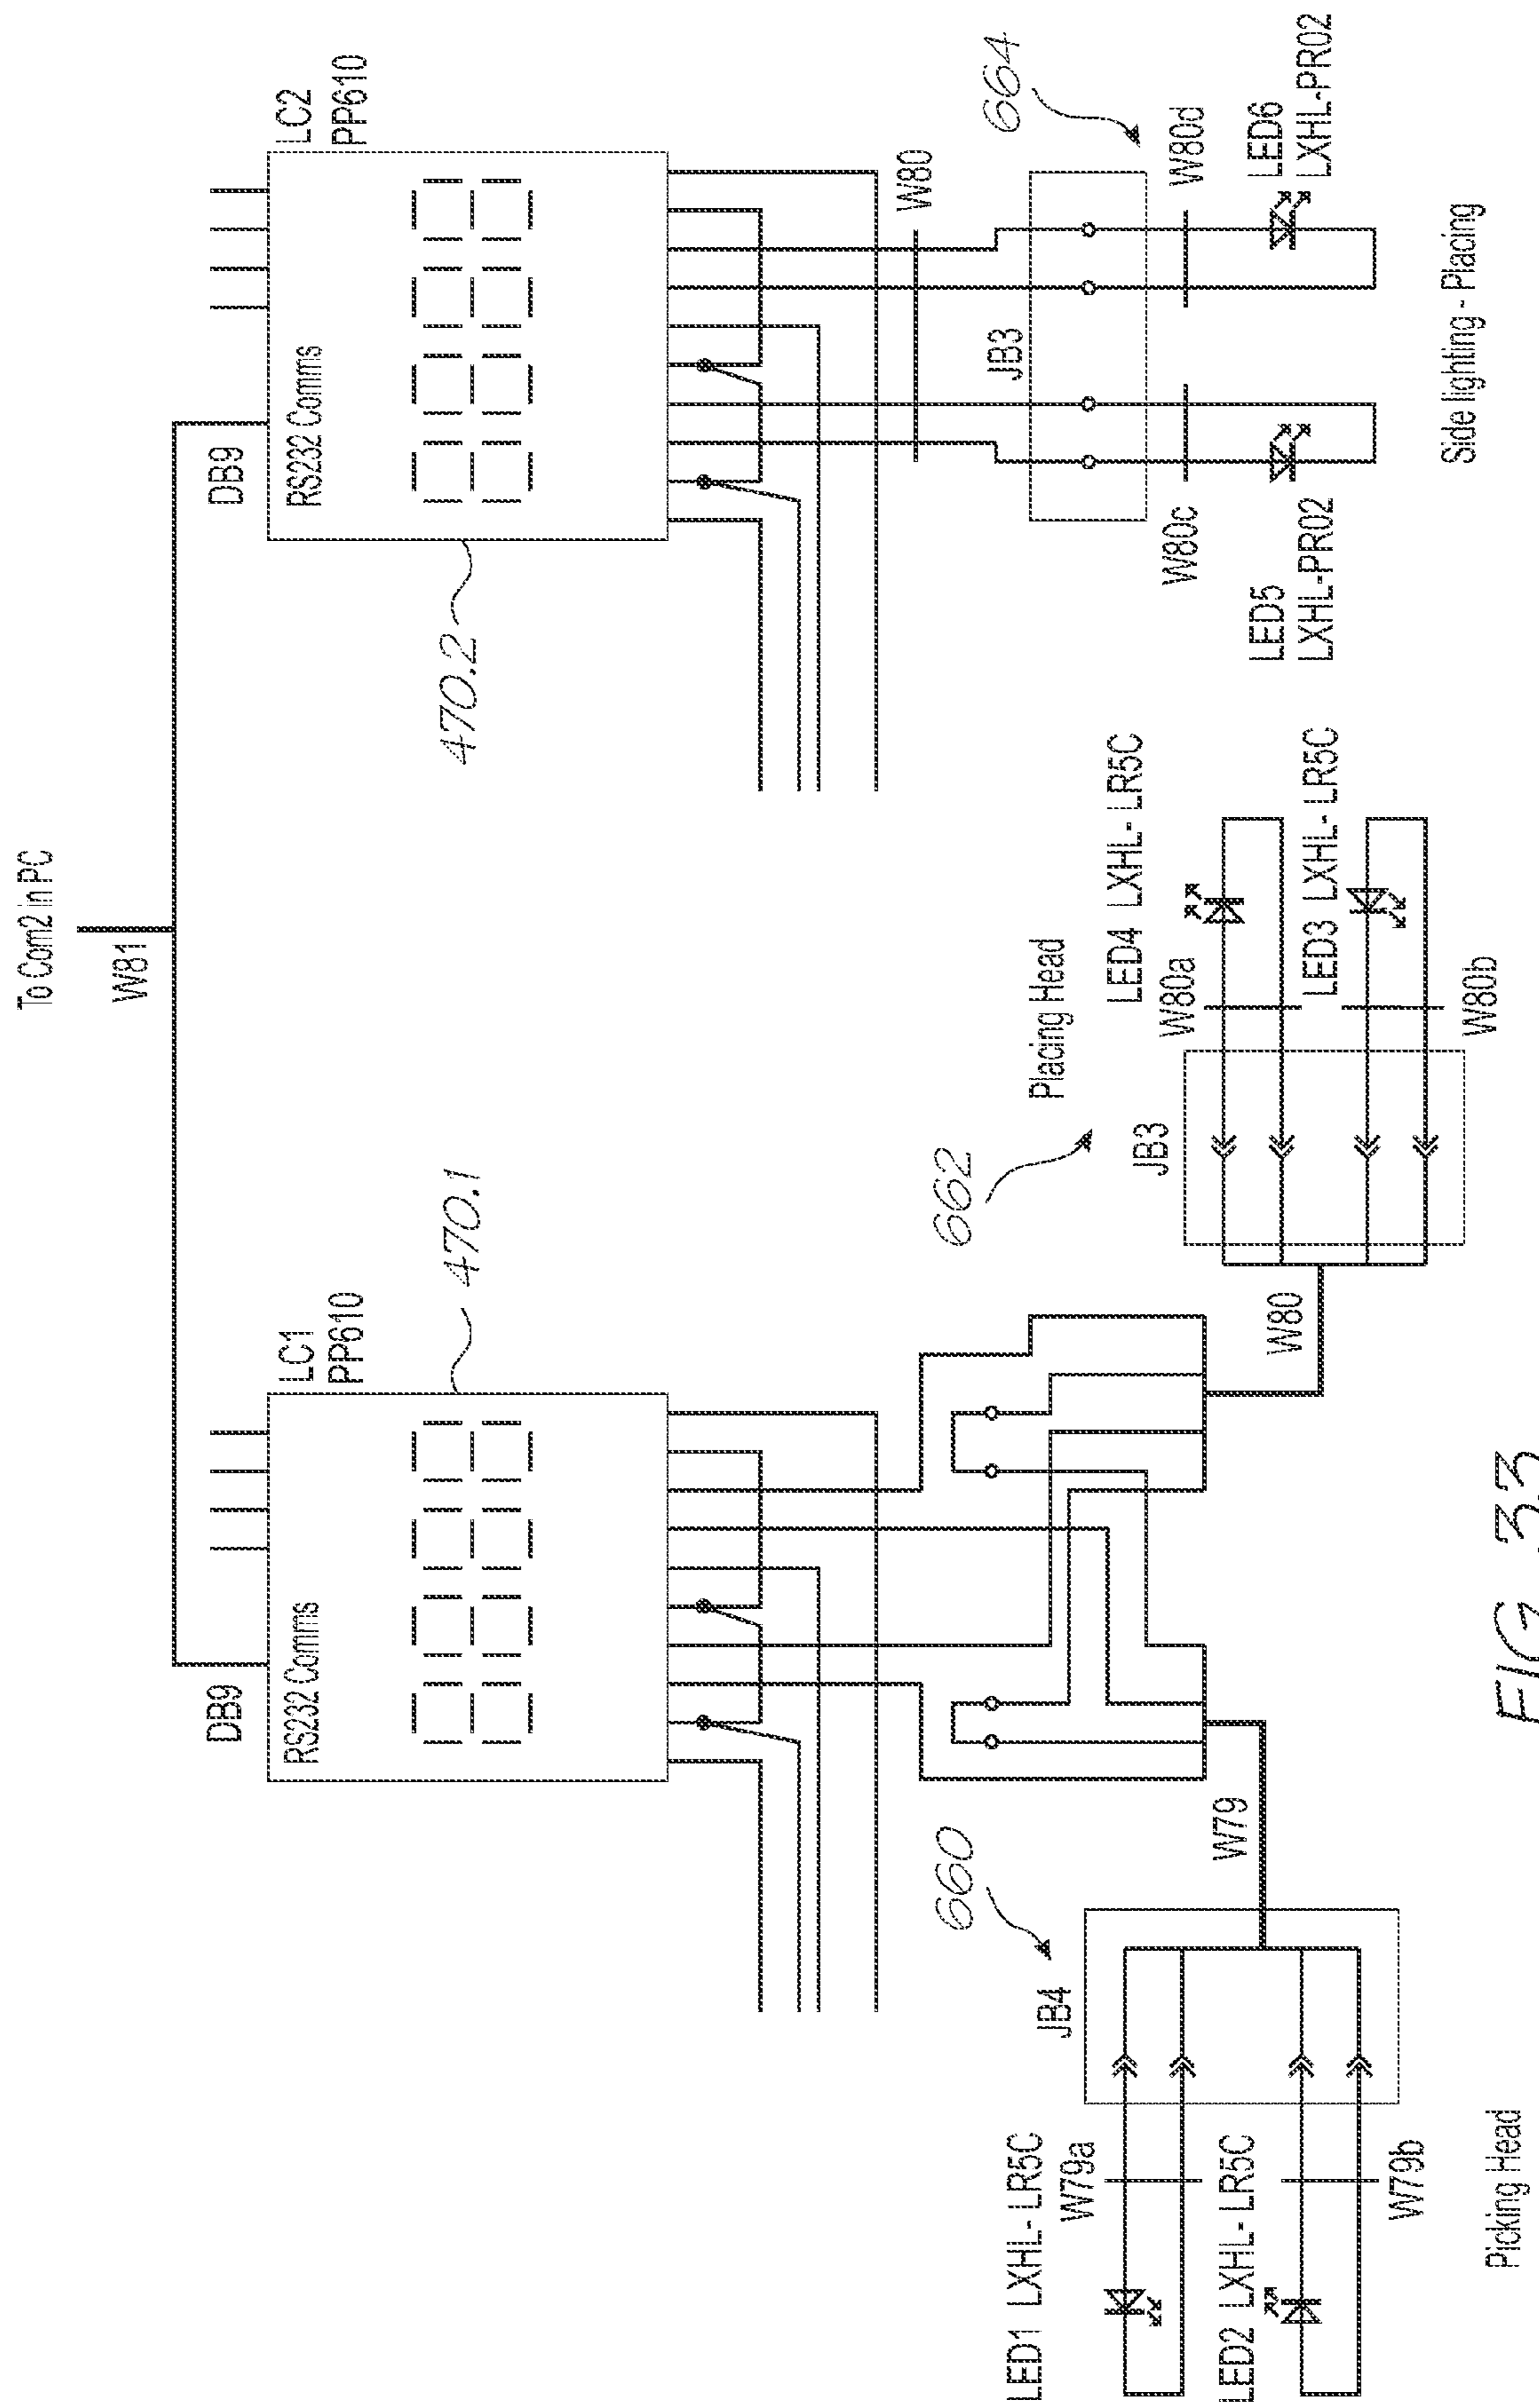 To Com2 in PC
W81
DB9
LC1
PP610
RS232 Comms
470.1
DB9
LC2
PP610
RS232 Comms
470.2
660
JB4
W79
LED1 LXHL-LR5C
W79a
LED2 LXHL-LR5C
W79b
Picking Head
662
Placing Head
JB3
W80
LED4 LXHL-LR5C
W80a
LED3 LXHL-LR5C
W80b
W80
664
JB3
W80c
W80d
LED5
LXHL-PR02
LED6
LXHL-PR02
Side lighting - Placing
FIG. 33